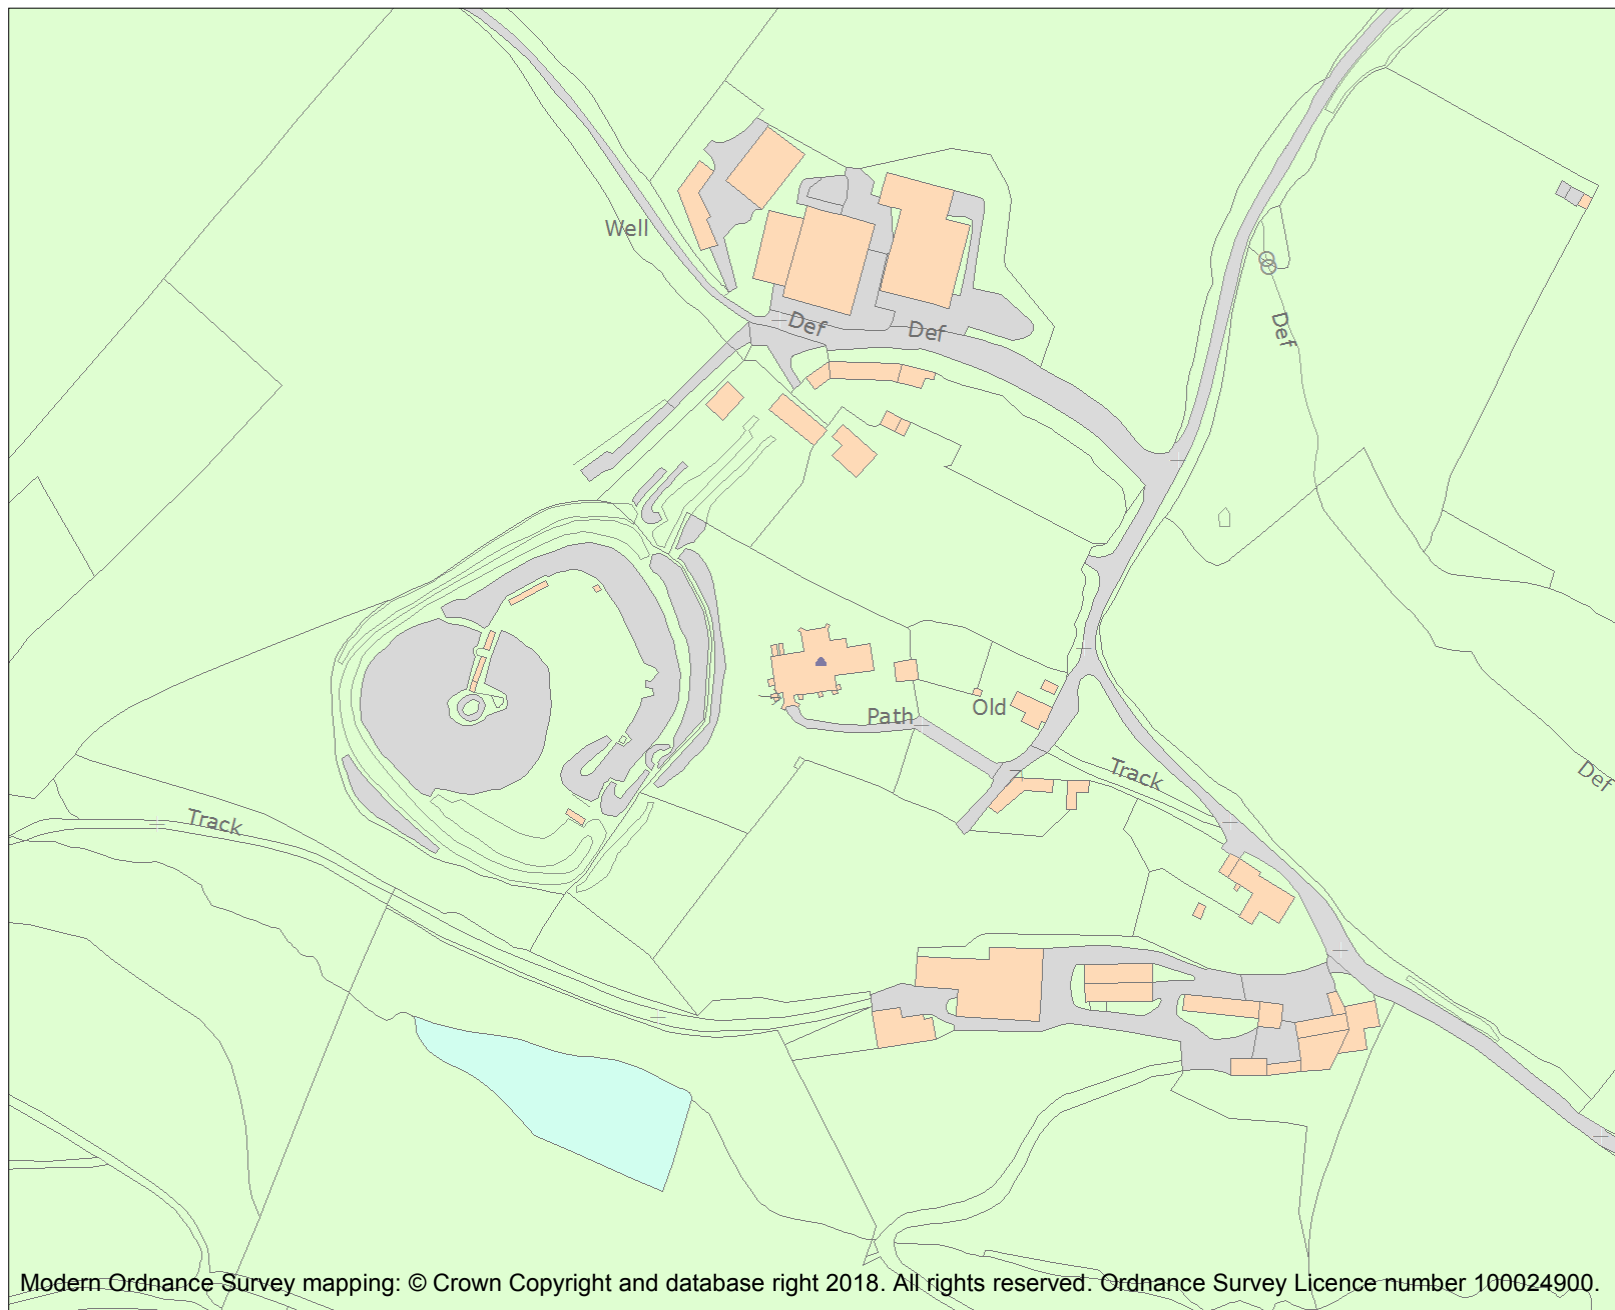 Well
Def
Def
Def
Path
Old
Track
Def
Track
Modern Ordnance Survey mapping: © Crown Copyright and database right 2018. All rights reserved. Ordnance Survey Licence number 100024900.